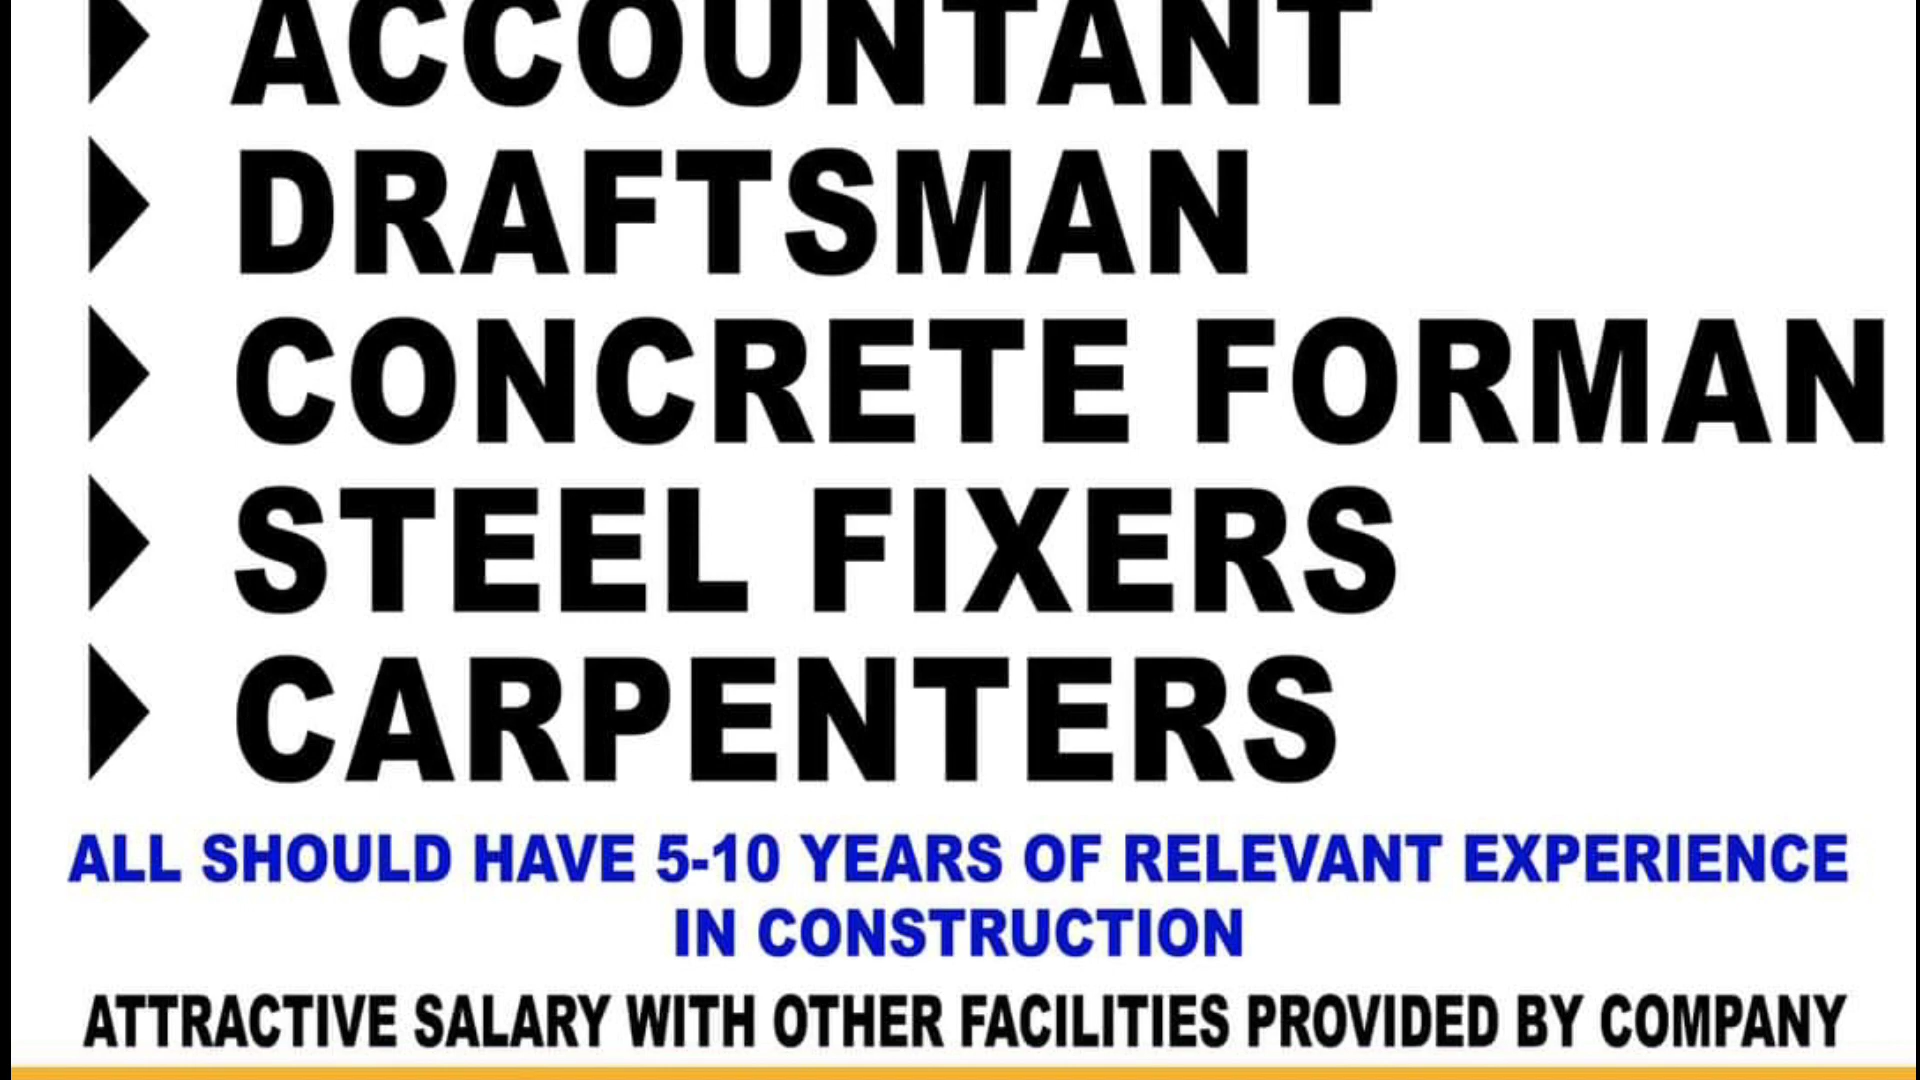 ACCOUNTANT
DRAFTSMAN
CONCRETE FORMAN
STEEL FIXERS
CARPENTERS
ALL SHOULD HAVE 5-10 YEARS OF RELEVANT EXPERIENCE
IN CONSTRUCTION
ATTRACTIVE SALARY WITH OTHER FACILITIES PROVIDED BY COMPANY